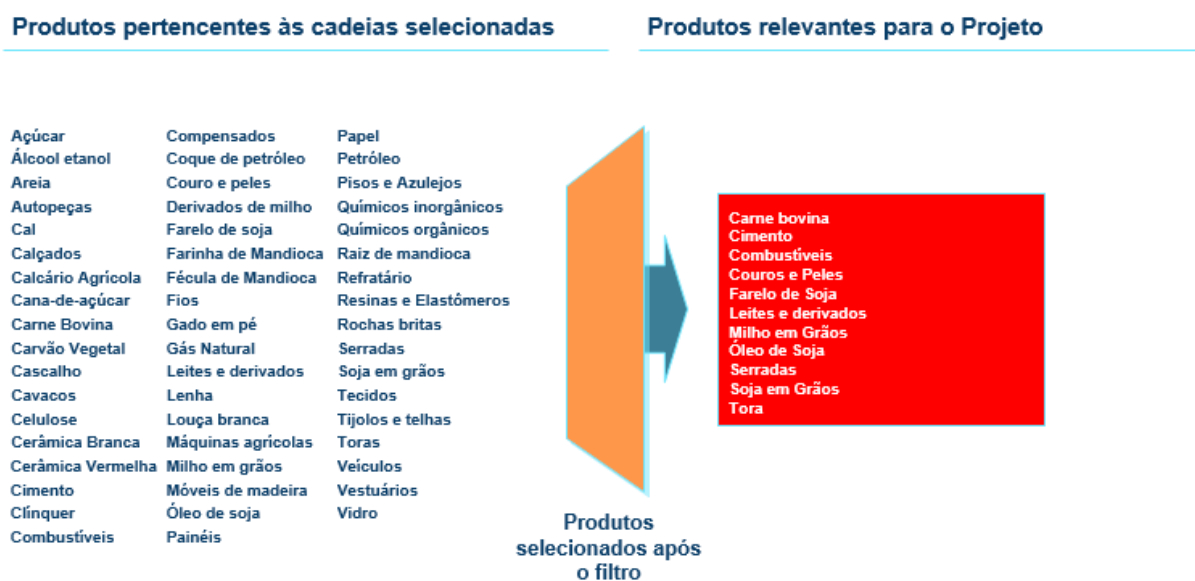 Produtos pertencentes às cadeias selecionadas
Produtos relevantes para o Projeto
Açúcar
Álcool etanol
Areia
Autopeças
Cal
Calçados
Calcário Agrícola
Cana-de-açúcar
Carne Bovina
Carvão Vegetal
Cascalho
Cavacos
Celulose
Cerâmica Branca
Cerâmica Vermelha
Cimento
Clínquer
Combustíveis
Compensados
Coque de petróleo
Couro e peles
Derivados de milho
Farelo de soja
Farinha de Mandioca
Fécula de Mandioca
Fios
Gado em pé
Gás Natural
Leites e derivados
Lenha
Louça branca
Máquinas agrícolas
Milho em grãos
Móveis de madeira
Óleo de soja
Painéis
Papel
Petróleo
Pisos e Azulejos
Químicos inorgânicos
Químicos orgânicos
Raiz de mandioca
Refratário
Resinas e Elastômeros
Rochas britas
Serradas
Soja em grãos
Tecidos
Tijolos e telhas
Toras
Veículos
Vestuários
Vidro
Produtos
selecionados após
o filtro
Carne bovina
Cimento
Combustíveis
Couros e Peles
Farelo de Soja
Leites e derivados
Milho em Grãos
Óleo de Soja
Serradas
Soja em Grãos
Tora